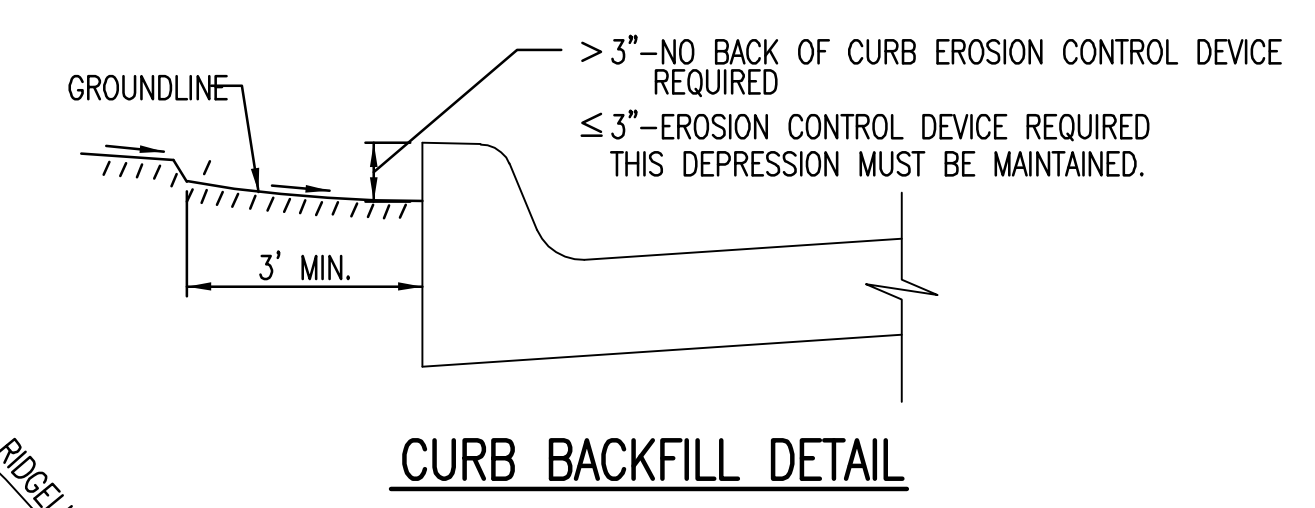 > 3"-NO BACK OF CURB EROSION CONTROL DEVICE
REQUIRED
≤ 3"-EROSION CONTROL DEVICE REQUIRED
THIS DEPRESSION MUST BE MAINTAINED.
GROUNDLINE
3' MIN.
CURB BACKFILL DETAIL